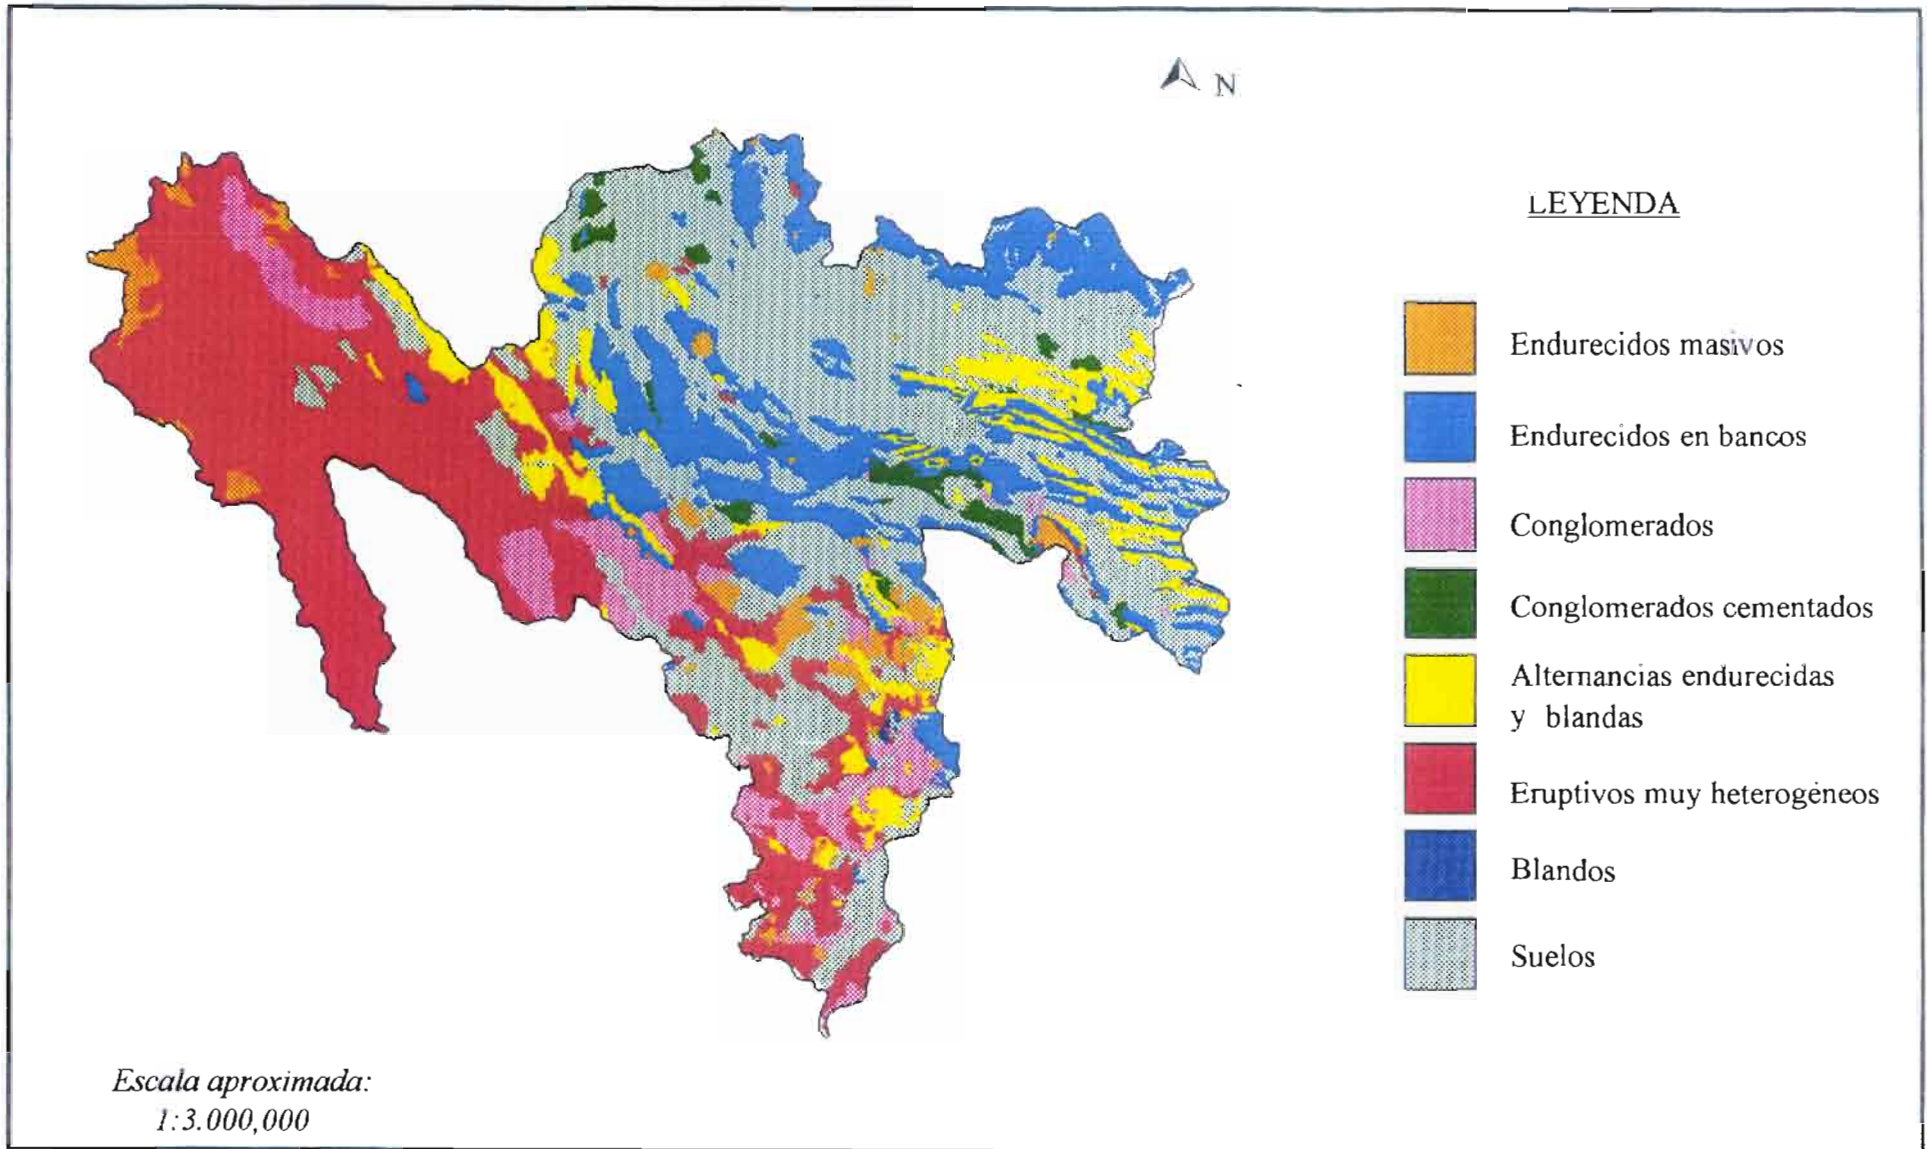 N
LEYENDA
Endurecidos masivos
Endurecidos en bancos
Conglomerados
Conglomerados cementados
Alternancias endurecidas
y blandas
Eruptivos muy heterogéneos
Blandos
Suelos
Escala aproximada:
1:3.000,000